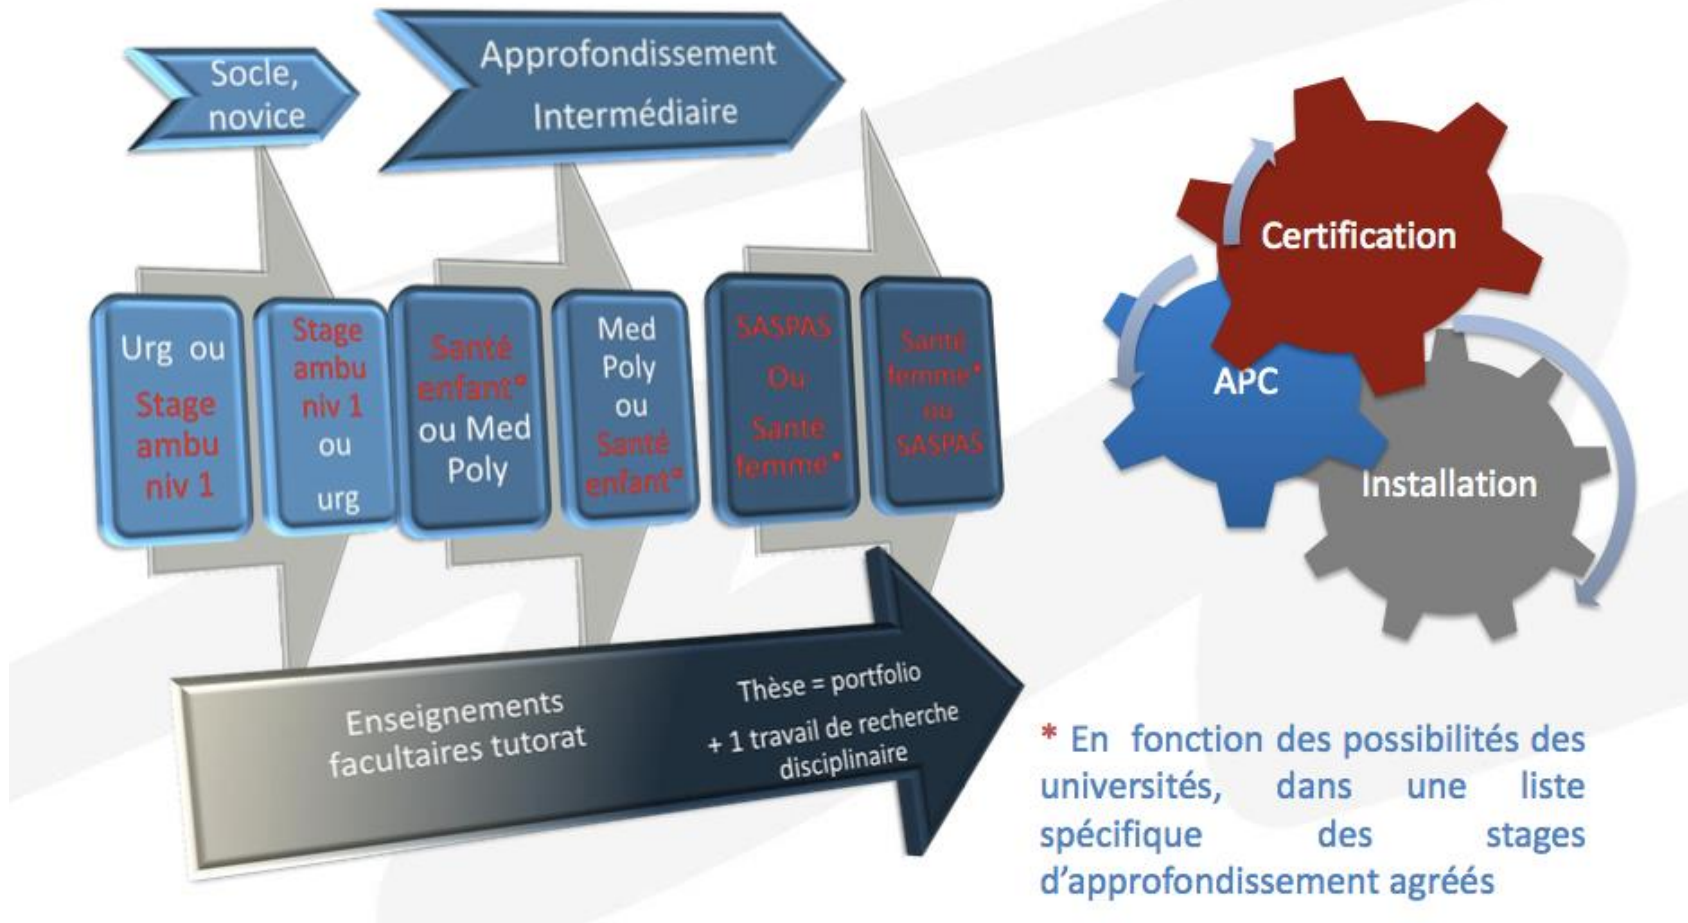 Socle,
novice
Approfondissement
Intermédiaire
Urg ou
Stage
ambu
niv 1
Stage
ambu
niv 1
ou
urg
Santé
enfant*
ou Med
Poly
Med
Poly
ou
Santé
enfant*
SASPAS
Ou
Santé
femme*
Santé
femme*
ou
SASPAS
Certification
APC
Installation
Enseignements
facultaires tutorat
Thèse = portfolio
+ 1 travail de recherche
disciplinaire
* En fonction des possibilités des
universités, dans une liste
spécifique des stages
d’approfondissement agréés